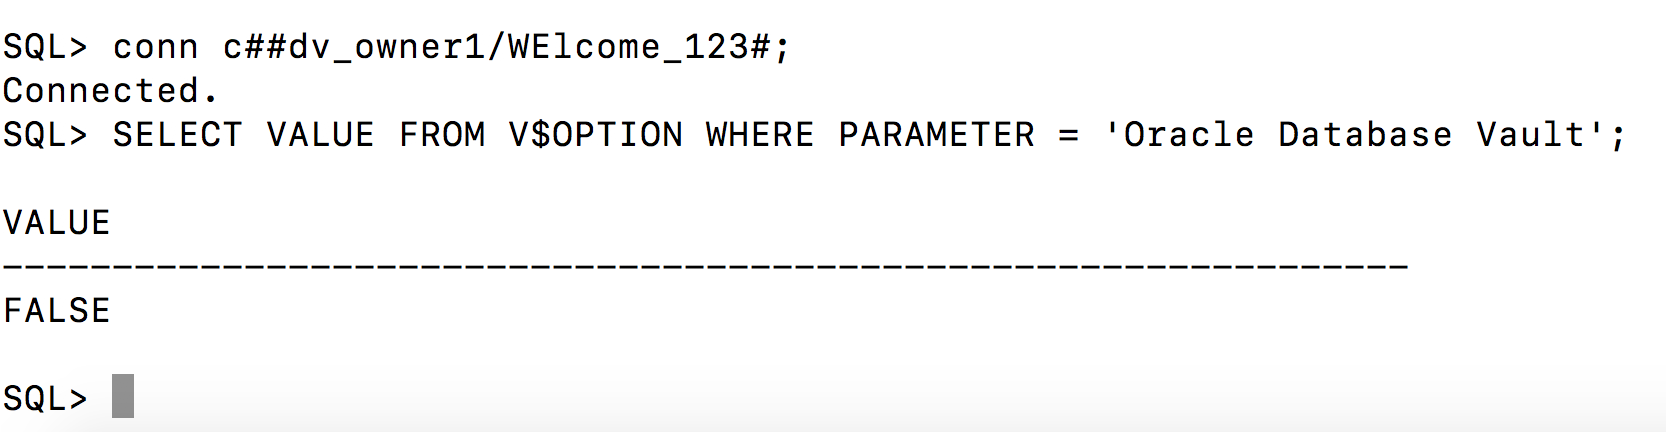 SQL> conn c##dv_owner1/WElcome_123#;
Connected.
SQL> SELECT VALUE FROM V$OPTION WHERE PARAMETER = 'Oracle Database Vault';
VALUE
----------------------------------------------------------------
FALSE
SQL>